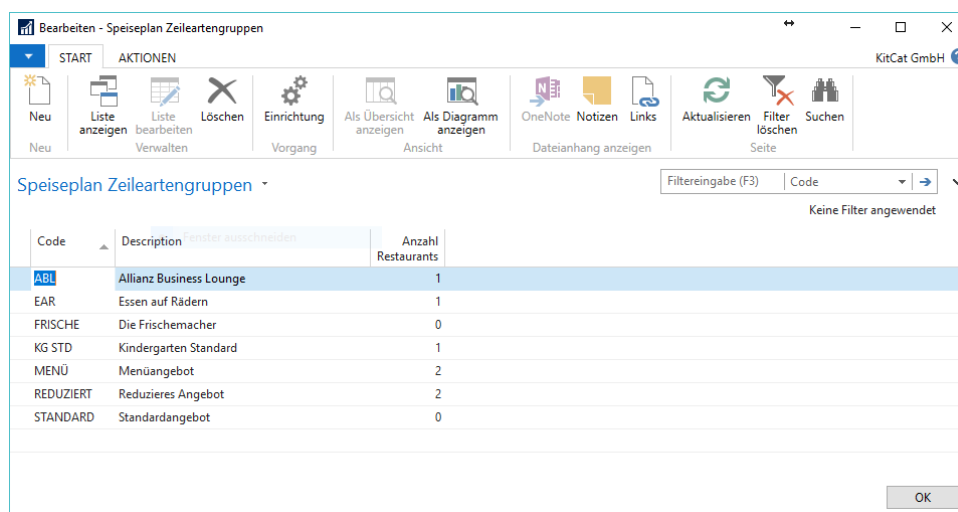 Bearbeiten - Speiseplan Zeileartengruppen
START AKTIONEN KitCat GmbH
Neu Liste anzeigen Liste bearbeiten Löschen Einrichtung Als Übersicht anzeigen Als Diagramm anzeigen OneNote Notizen Links Aktualisieren Filter löschen Suchen
Neu Verwalten Vorgang Ansicht Dateianhang anzeigen Seite
Speiseplan Zeileartengruppen Filtereingabe (F3) Code
Keine Filter angewendet
Fenster ausschneiden
Code Description Anzahl Restaurants
ABL Allianz Business Lounge 1
EAR Essen auf Rädern 1
FRISCHE Die Frischemacher 0
KG STD Kindergarten Standard 1
MENÜ Menüangebot 2
REDUZIERT Reduzieres Angebot 2
STANDARD Standardangebot 0
OK